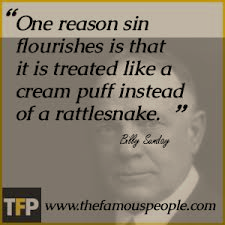 “One reason sin
flourishes is that
it is treated like a
cream puff instead
of a rattlesnake. ”
Billy Sunday
TFP www.thefamouspeople.com